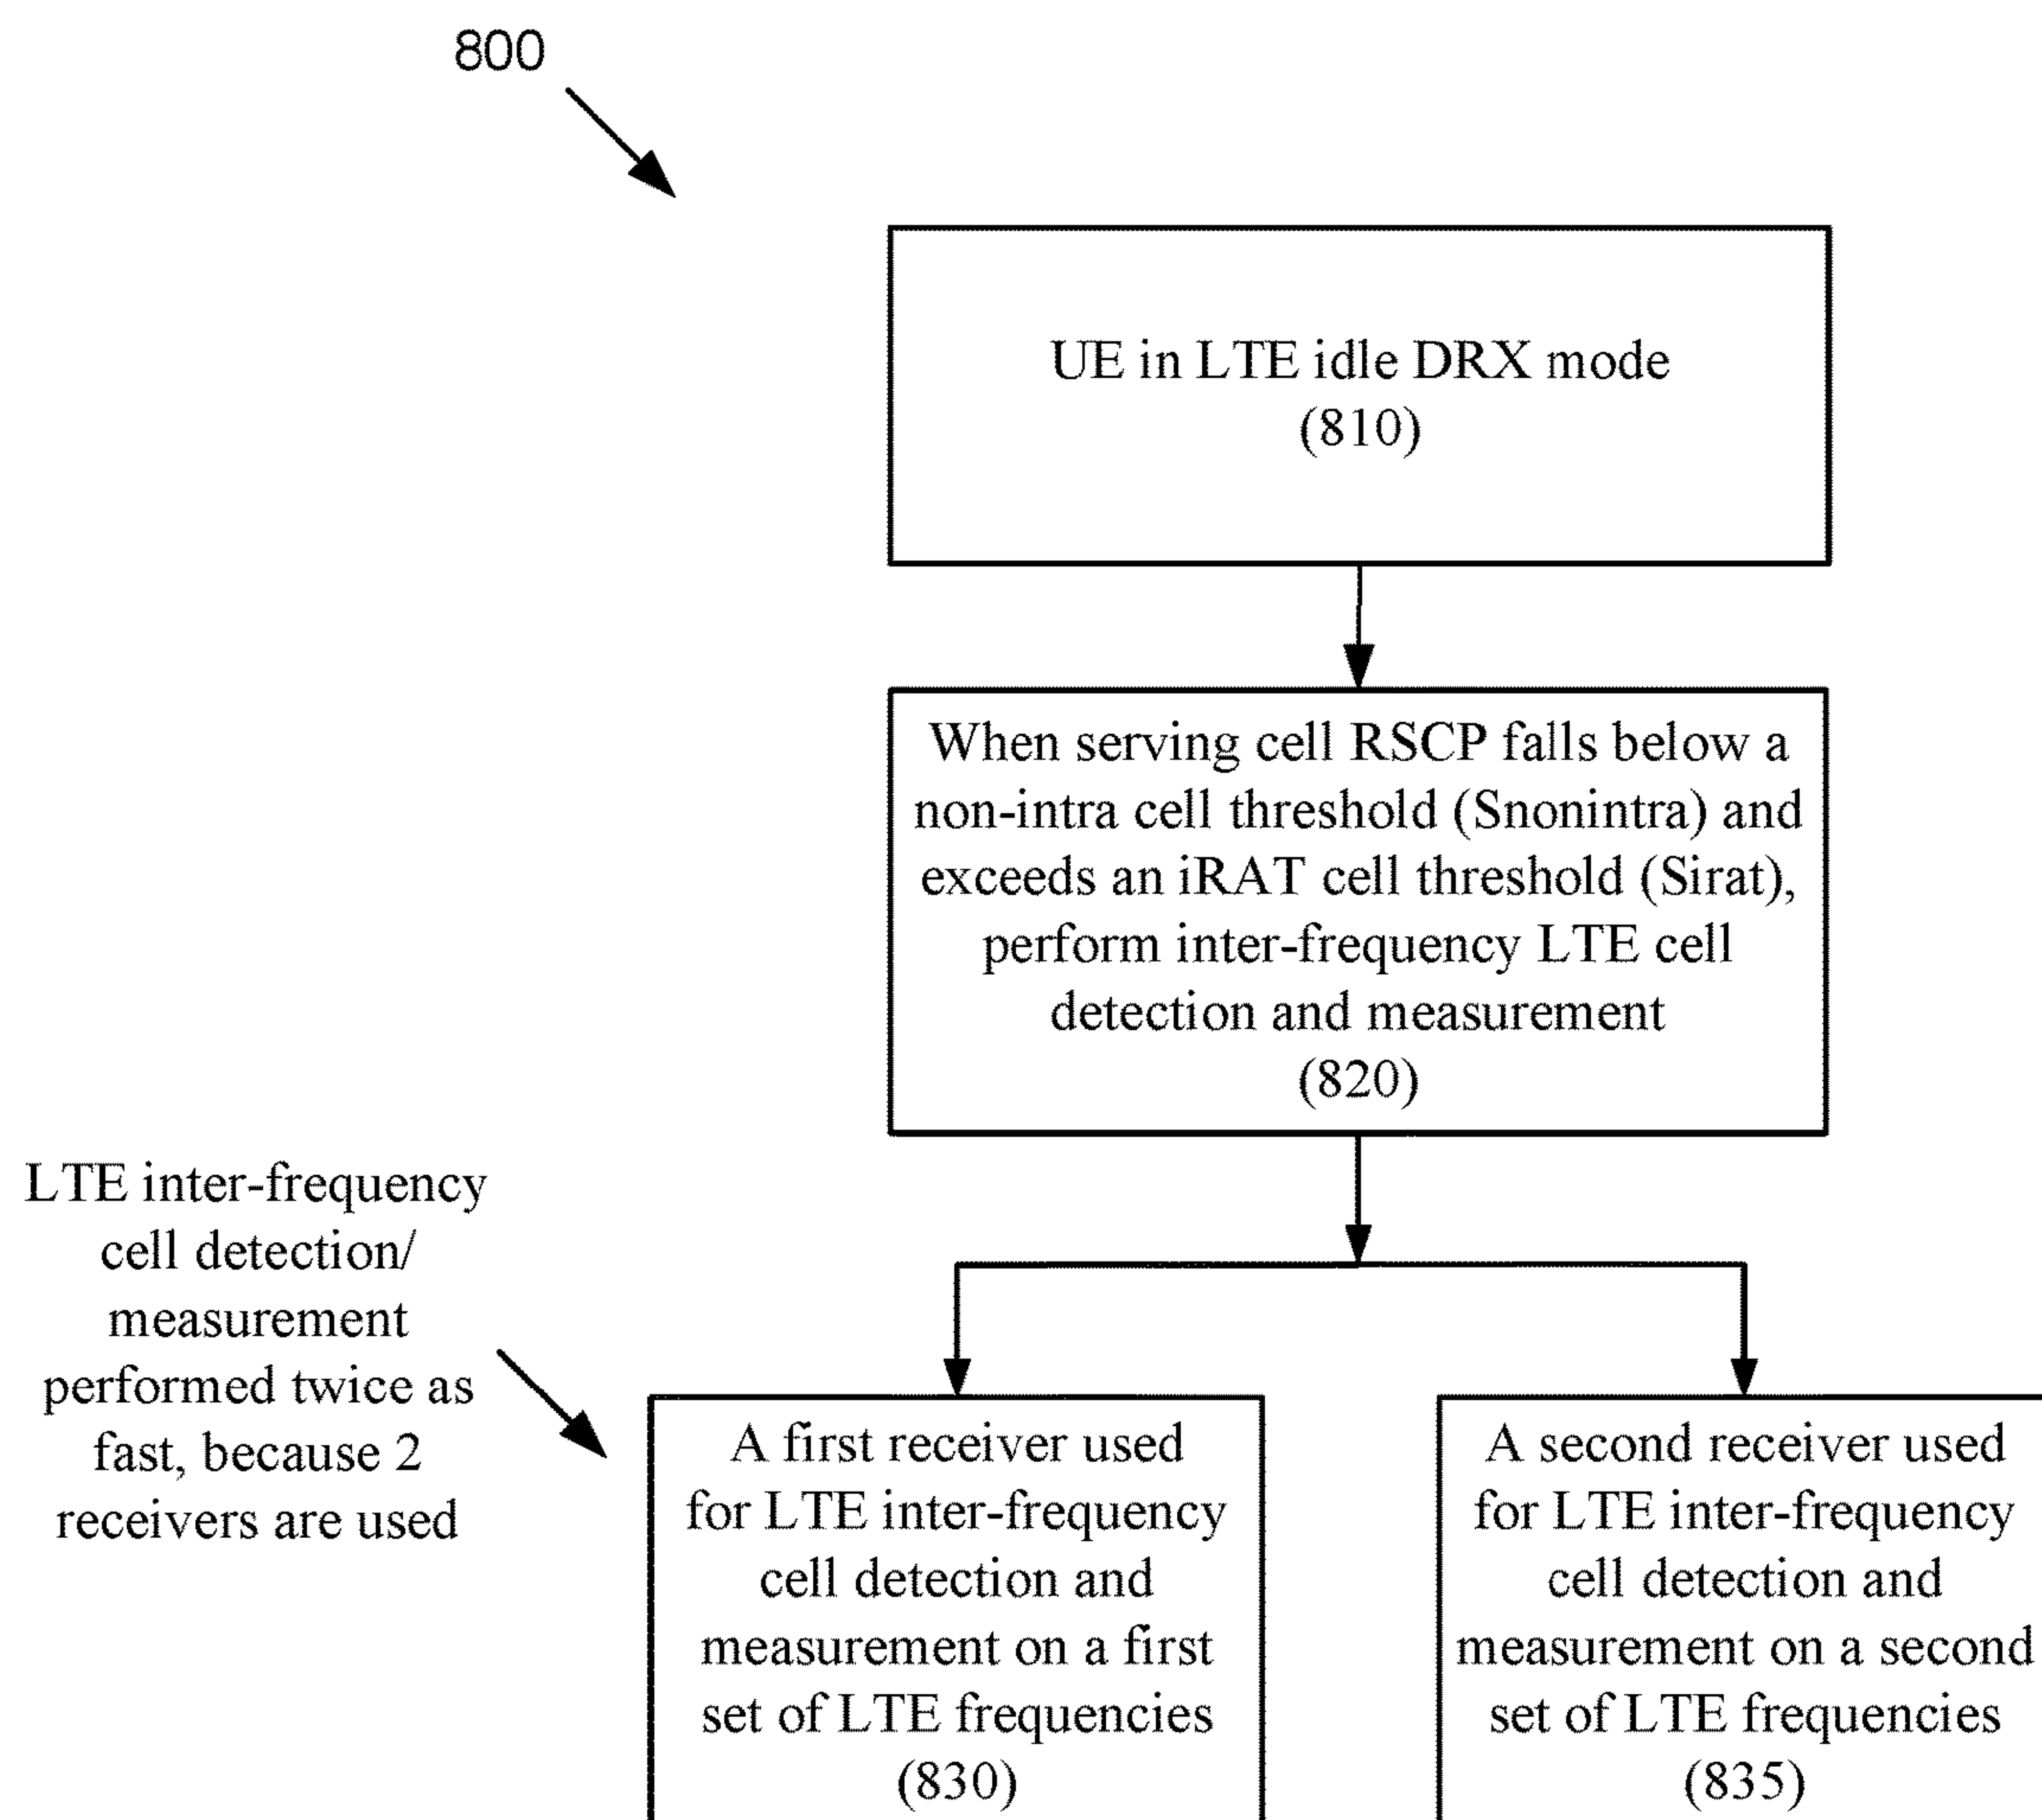 800
UE in LTE idle DRX mode
(810)
When serving cell RSCP falls below a
non-intra cell threshold (Snonintra) and
exceeds an iRAT cell threshold (Sirat),
perform inter-frequency LTE cell
detection and measurement
(820)
LTE inter-frequency
cell detection/
measurement
performed twice as
fast, because 2
receivers are used
A first receiver used
for LTE inter-frequency
cell detection and
measurement on a first
set of LTE frequencies
(830)
A second receiver used
for LTE inter-frequency
cell detection and
measurement on a second
set of LTE frequencies
(835)